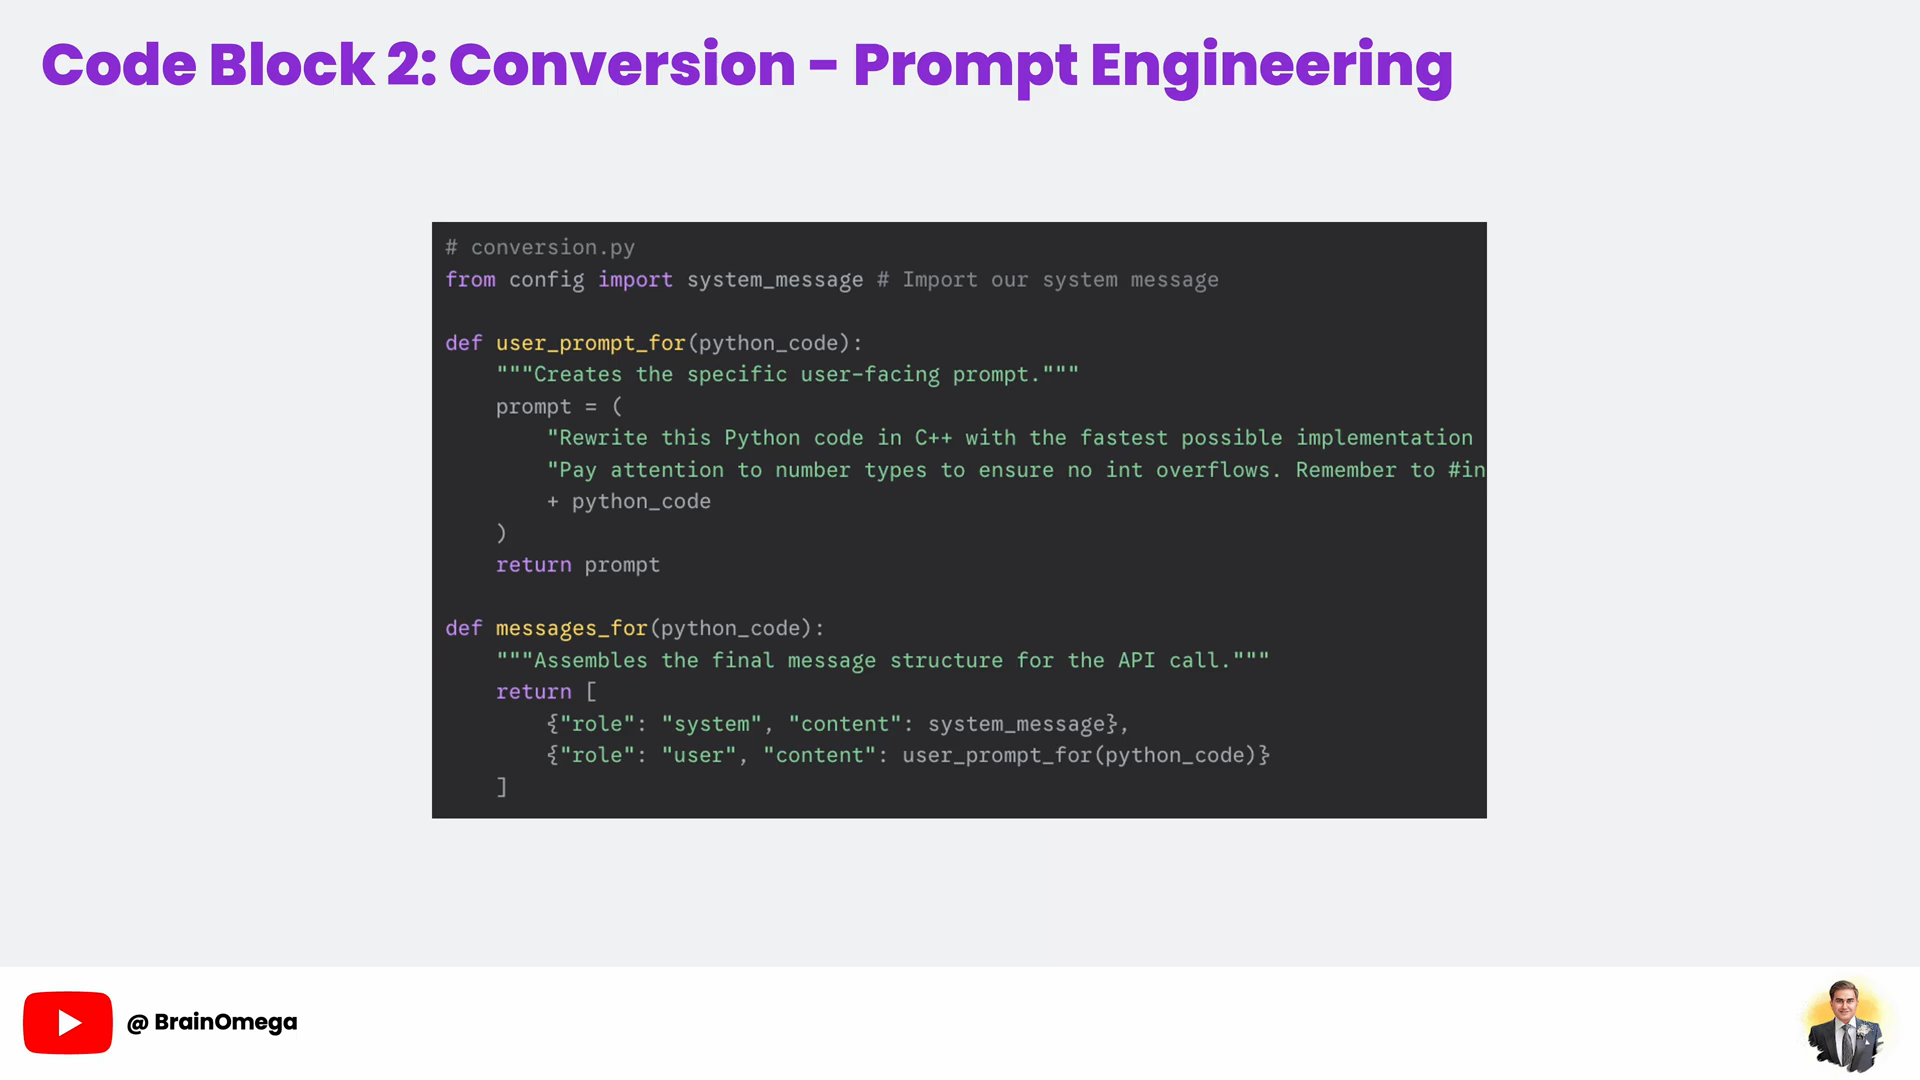 Code Block 2: Conversion - Prompt Engineering
# conversion.py
from config import system_message # Import our system message
def user_prompt_for(python_code):
"""Creates the specific user-facing prompt."""
prompt = (
"Rewrite this Python code in C++ with the fastest possible implementation
"Pay attention to number types to ensure no int overflows. Remember to #in
+ python_code
)
return prompt
def messages_for(python_code):
"""Assembles the final message structure for the API call."""
return [
{"role": "system", "content": system_message},
{"role": "user", "content": user_prompt_for(python_code)}
]
@ BrainOmega